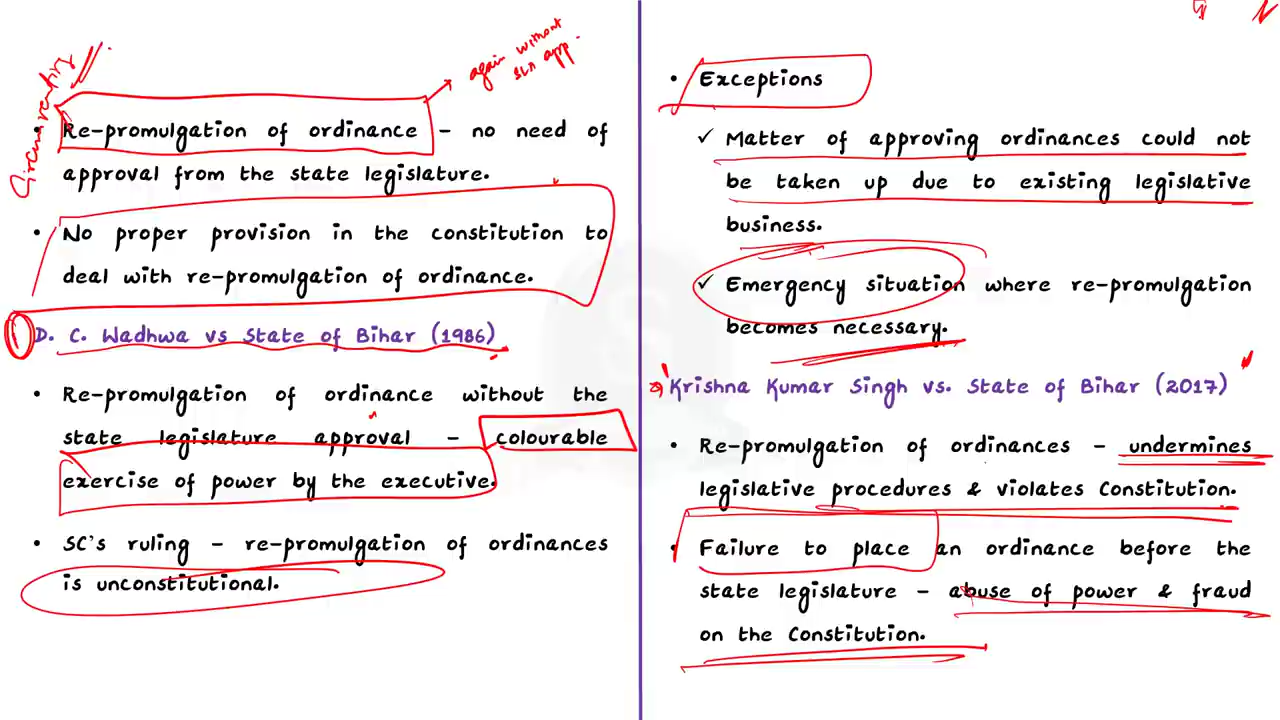 again without
SLA app.
Circumventing
• Re-promulgation of ordinance – no need of
approval from the state legislature.
• No proper provision in the constitution to
deal with re-promulgation of ordinance.
1 D. C. Wadhwa vs State of Bihar (1986)
• Re-promulgation of ordinance without the
state legislature approval – colourable
exercise of power by the executive.
• SC's ruling – re-promulgation of ordinances
is unconstitutional.
• Exceptions
✓ Matter of approving ordinances could not
be taken up due to existing legislative
business.
✓ Emergency situation where re-promulgation
becomes necessary.
Krishna Kumar Singh vs. State of Bihar (2017)
• Re-promulgation of ordinances – undermines
legislative procedures & violates Constitution.
• Failure to place an ordinance before the
state legislature – abuse of power & fraud
on the Constitution.